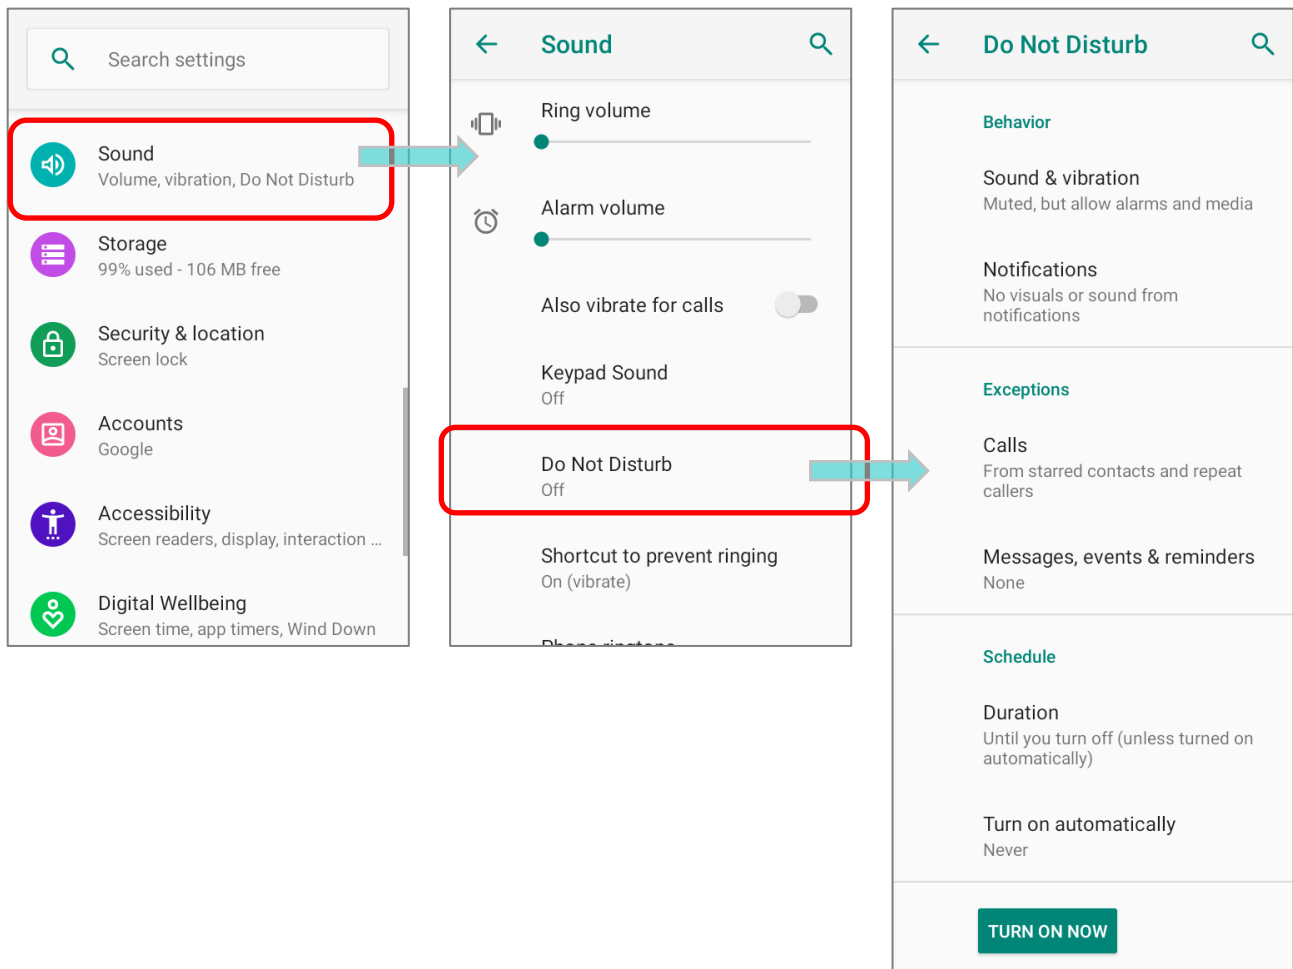 Search settings
Sound
Volume, vibration, Do Not Disturb
Storage
99% used - 106 MB free
Security & location
Screen lock
Accounts
Google
Accessibility
Screen readers, display, interaction ...
Digital Wellbeing
Screen time, app timers, Wind Down
Sound
Ring volume
Alarm volume
Also vibrate for calls
Keypad Sound
Off
Do Not Disturb
Off
Shortcut to prevent ringing
On (vibrate)
Phone ringtone
Do Not Disturb
Behavior
Sound & vibration
Muted, but allow alarms and media
Notifications
No visuals or sound from
notifications
Exceptions
Calls
From starred contacts and repeat
callers
Messages, events & reminders
None
Schedule
Duration
Until you turn off (unless turned on
automatically)
Turn on automatically
Never
TURN ON NOW